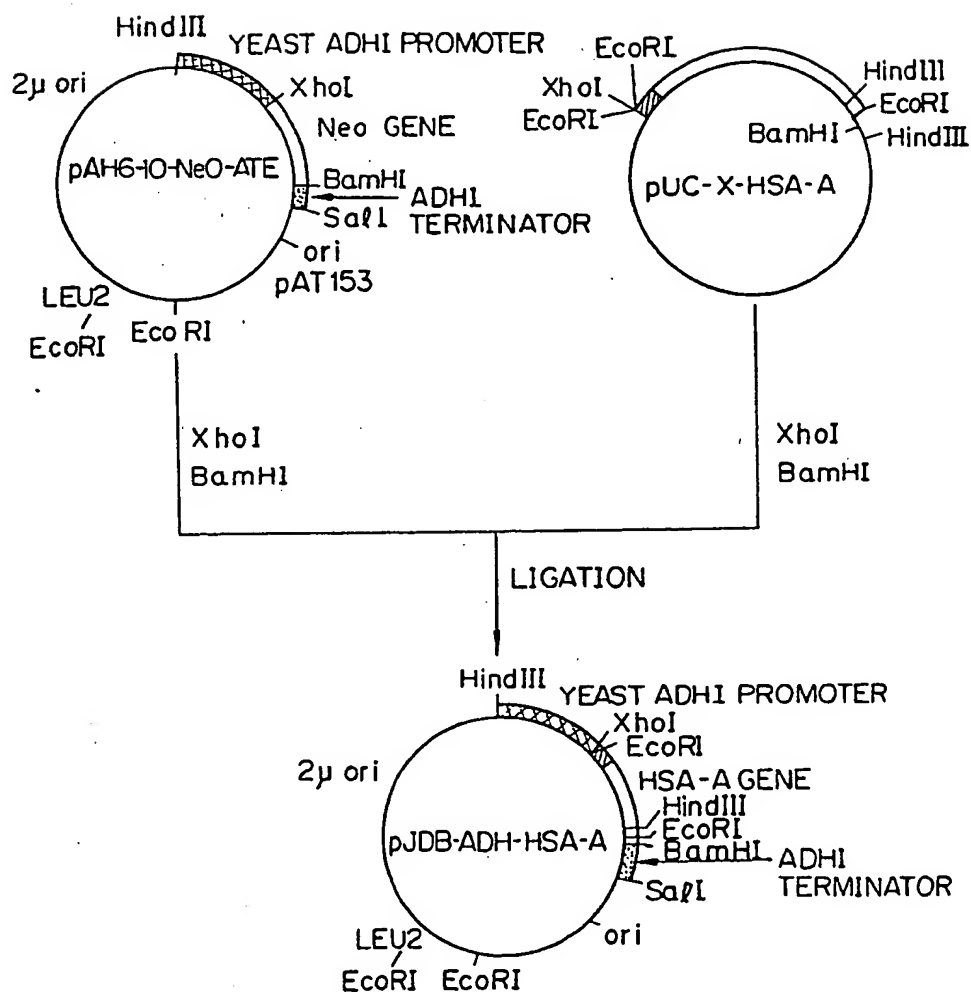 HindIII
YEAST ADHI PROMOTER
2μ ori
XhoI
Neo GENE
pAH6-10-NeO-ATE
BamHI
ADHI
TERMINATOR
SalI
ori
pAT153
LEU2
EcoRI
EcoRI
EcoRI
XhoI
EcoRI
HindIII
EcoRI
BamHI
HindIII
pUC-X-HSA-A
XhoI
BamHI
XhoI
BamHI
LIGATION
HindIII
YEAST ADHI PROMOTER
XhoI
EcoRI
2μ ori
HSA-A GENE
HindIII
EcoRI
BamHI
pJDB-ADH-HSA-A
ADHI
TERMINATOR
SalI
ori
LEU2
EcoRI
EcoRI